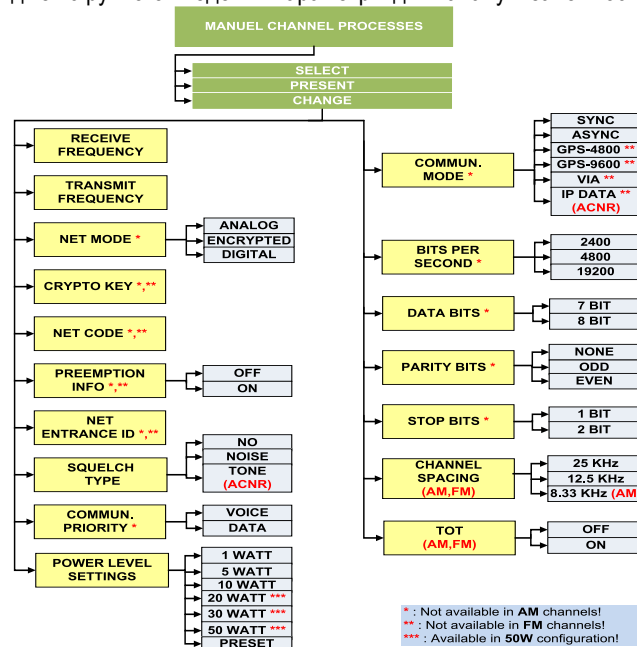 MANUEL CHANNEL PROCESSES
SELECT
PRESENT
CHANGE
RECEIVE
FREQUENCY
TRANSMIT
FREQUENCY
NET MODE *
ANALOG
ENCRYPTED
DIGITAL
CRYPTO KEY *,**
NET CODE *,**
PREEMPTION
INFO *,**
OFF
ON
NET
ENTRANCE ID *,**
SQUELCH
TYPE
NO
NOISE
TONE
(ACNR)
COMMUN.
PRIORITY *
VOICE
DATA
POWER LEVEL
SETTINGS
1 WATT
5 WATT
10 WATT
20 WATT ***
30 WATT ***
50 WATT ***
PRESET
COMMUN.
MODE *
SYNC
ASYNC
GPS-4800 **
GPS-9600 **
VIA **
IP DATA **
(ACNR)
BITS PER
SECOND *
2400
4800
19200
DATA BITS *
7 BIT
8 BIT
PARITY BITS *
NONE
ODD
EVEN
STOP BITS *
1 BIT
2 BIT
CHANNEL
SPACING
(AM,FM)
25 KHz
12.5 KHz
8.33 KHz (AM
TOT
(AM,FM)
OFF
ON
* : Not available in AM channels!
** : Not available in FM channels!
*** : Available in 50W configuration!